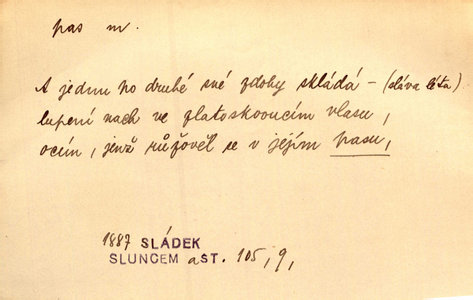 pas m.
A jednu po druhé své zdoby skládá – (sláva léta)
lupení nach ve zlatoskvoucím vlasu,
ocún, jenž růžověl se v jejím pasu,
1887 SLÁDEK
SLUNCEM a ST. 105, 9,